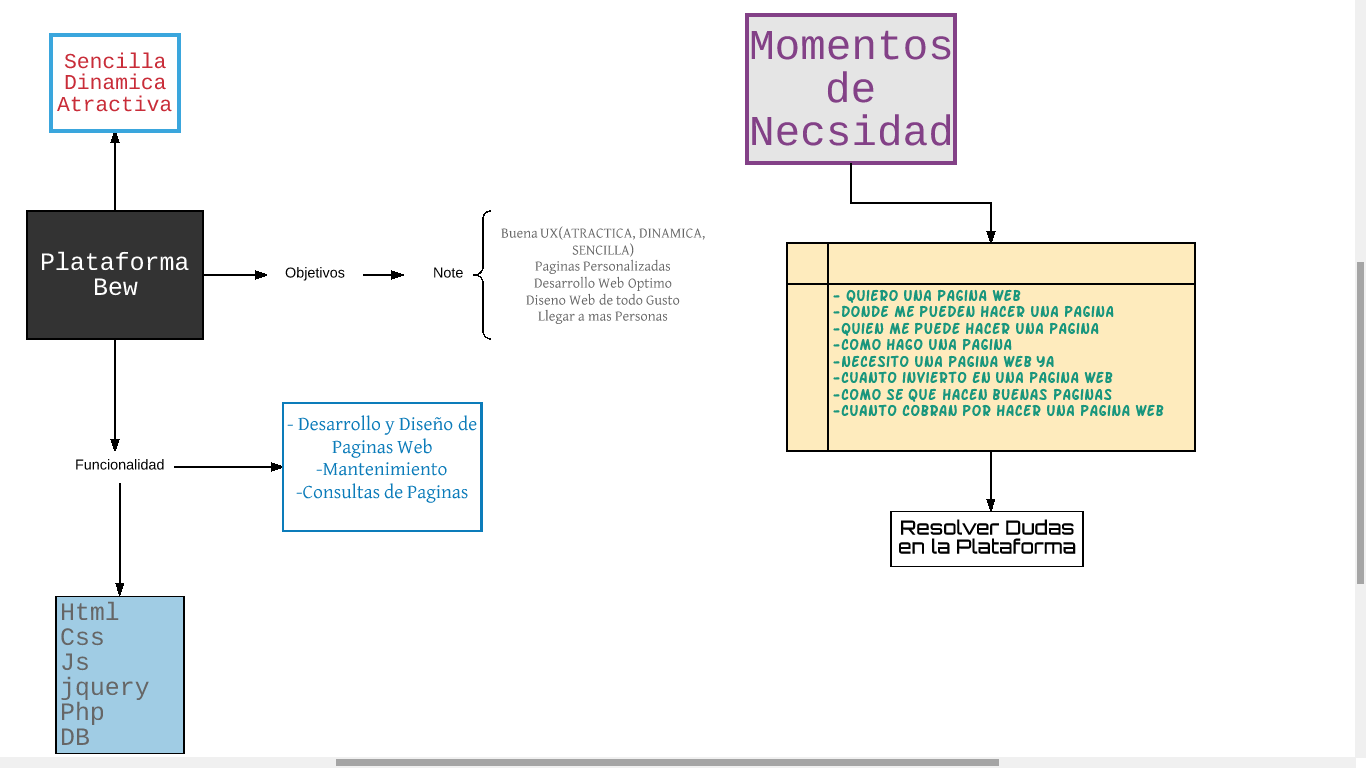 Sencilla
Dinamica
Atractiva
Plataforma
Bew
Objetivos
Note
Buena UX(ATRACTICA, DINAMICA,
SENCILLA)
Paginas Personalizadas
Desarrollo Web Optimo
Diseno Web de todo Gusto
Llegar a mas Personas
Funcionalidad
- Desarrollo y Diseño de
Paginas Web
-Mantenimiento
-Consultas de Paginas
Html
Css
Js
jquery
Php
DB
Momentos
de
Necsidad
- QUIERO UNA PAGINA WEB
-DONDE ME PUEDEN HACER UNA PAGINA
-QUIEN ME PUEDE HACER UNA PAGINA
-COMO HAGO UNA PAGINA
-NECESITO UNA PAGINA WEB YA
-CUANTO INVIERTO EN UNA PAGINA WEB
-COMO SE QUE HACEN BUENAS PAGINAS
-CUANTO COBRAN POR HACER UNA PAGINA WEB
Resolver Dudas
en la Plataforma